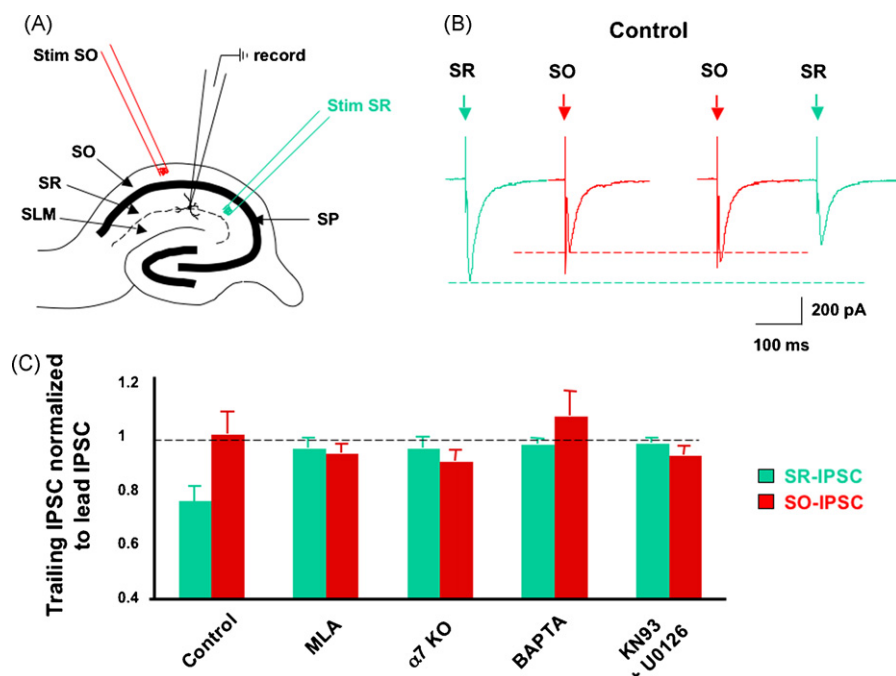 (A)
Stim SO
record
Stim SR
SO
SR
SLM
SP
(B)
Control
SR SO SO SR
200 pA
100 ms
(C)
Trailing IPSC normalized
to lead IPSC
1.2
1
0.8
0.6
0.4
Control
MLA
α7 KO
BAPTA
KN93
+ U0126
SR-IPSC
SO-IPSC